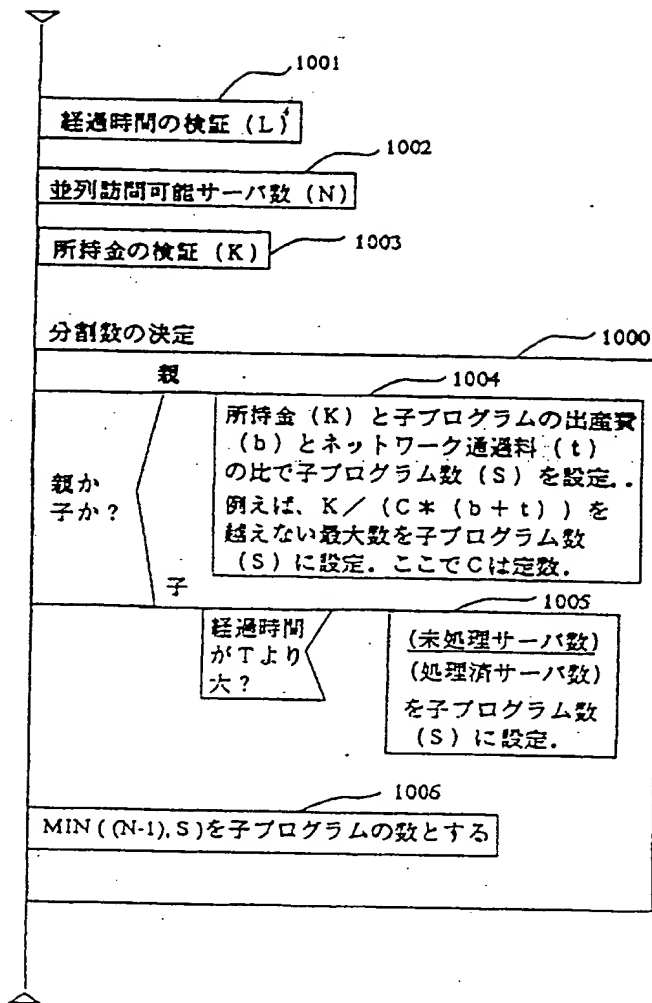 1001
経過時間の検証 (L)
1002
並列訪問可能サーバ数 (N)
所持金の検証 (K)
1003
分割数の決定
1000
親
1004
所持金 (K) と子プログラムの出産費
(b) とネットワーク通過料 (t)
の比で子プログラム数 (S) を設定..
例えば、K/(C*(b+t))を
越えない最大数を子プログラム数
(S) に設定.ここでCは定数.
親か
子か?
子
1005
経過時間
がTより
大?
(未処理サーバ数)
(処理済サーバ数)
を子プログラム数
(S) に設定.
1006
MIN((N-1),S)を子プログラムの数とする